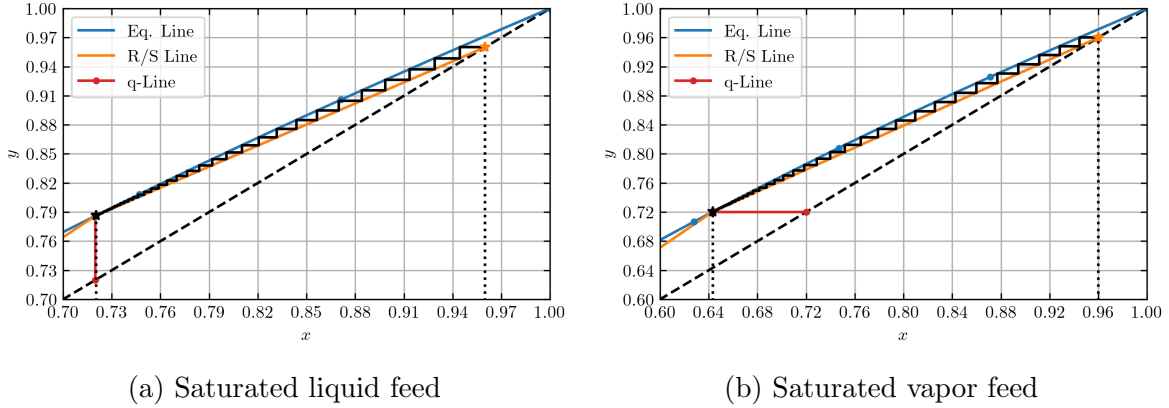 1.00
0.97
0.94
0.91
0.88
0.85
0.82
0.79
0.76
0.73
0.70
y
Eq. Line
R/S Line
q-Line
0.70 0.73 0.76 0.79 0.82 0.85 0.88 0.91 0.94 0.97 1.00
x
(a) Saturated liquid feed
1.00
0.96
0.92
0.88
0.84
0.80
0.76
0.72
0.68
0.64
0.60
y
Eq. Line
R/S Line
q-Line
0.60 0.64 0.68 0.72 0.76 0.80 0.84 0.88 0.92 0.96 1.00
x
(b) Saturated vapor feed